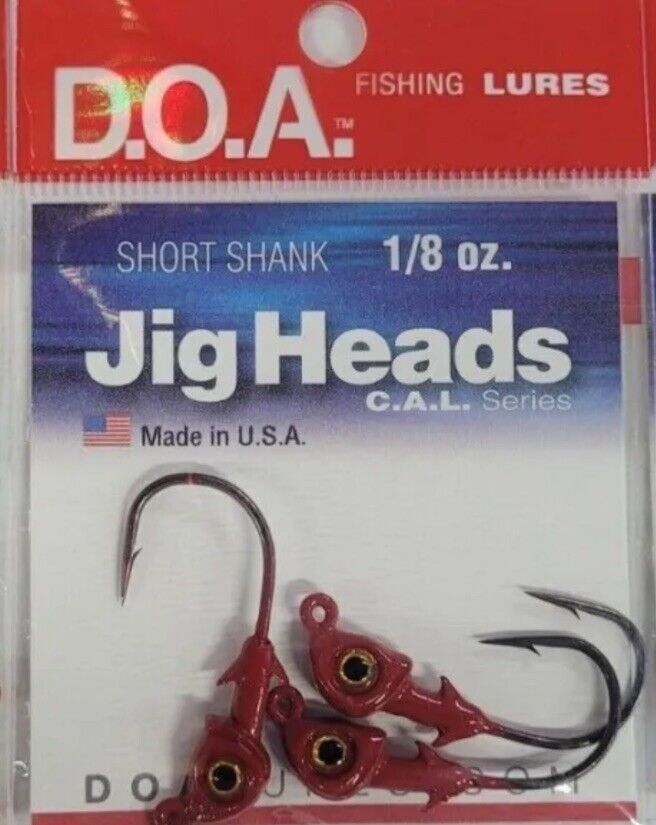 D.O.A.™ FISHING LURES
SHORT SHANK 1/8 oz.
Jig Heads
C.A.L. Series
Made in U.S.A.